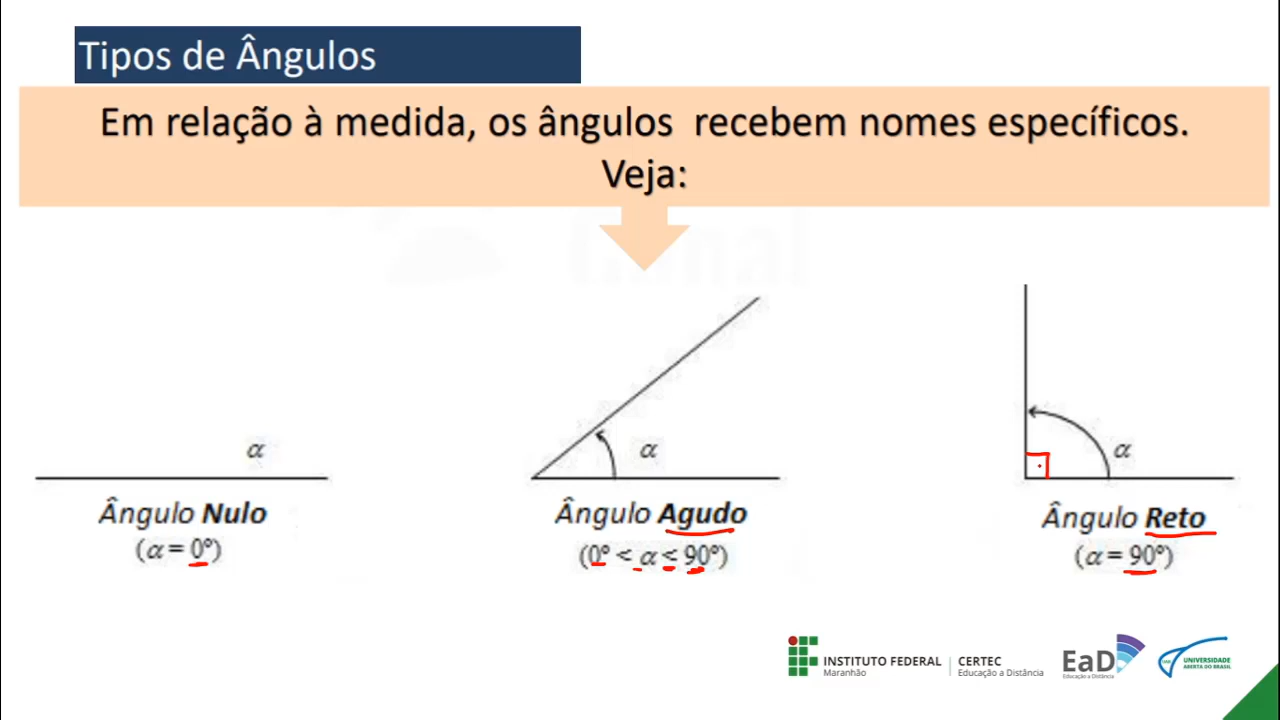 Tipos de Ângulos
Em relação à medida, os ângulos recebem nomes específicos.
Veja:
α
Ângulo Nulo
(α = 0º)
α
Ângulo Agudo
(0º < α < 90º)
α
Ângulo Reto
(α = 90º)
INSTITUTO FEDERAL
Maranhão
CERTEC
Educação a Distância
EaD
Educação a Distância
UNIVERSIDADE
ABERTA DO BRASIL